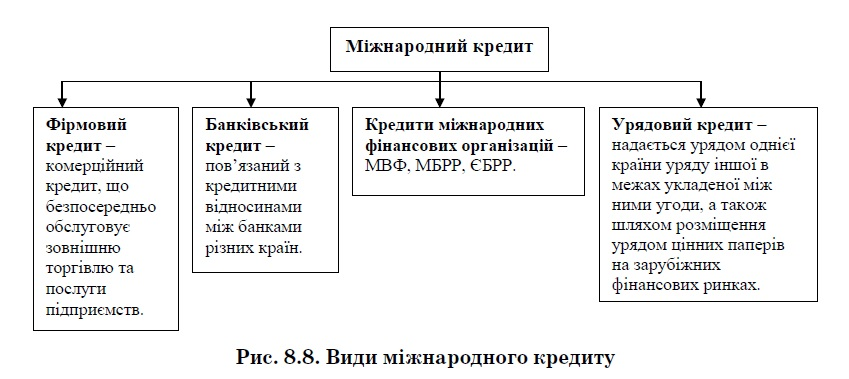 Міжнародний кредит
Фірмовий
кредит –
комерційний
кредит, що
безпосередньо
обслуговує
зовнішню
торгівлю та
послуги
підприємств.
Банківський
кредит –
пов’язаний з
кредитними
відносинами
між банками
різних країн.
Кредити міжнародних
фінансових організацій –
МВФ, МБРР, ЄБРР.
Урядовий кредит –
надається урядом однієї
країни уряду іншої в
межах укладеної між
ними угоди, а також
шляхом розміщення
урядом цінних паперів
на зарубіжних
фінансових ринках.
Рис. 8.8. Види міжнародного кредиту